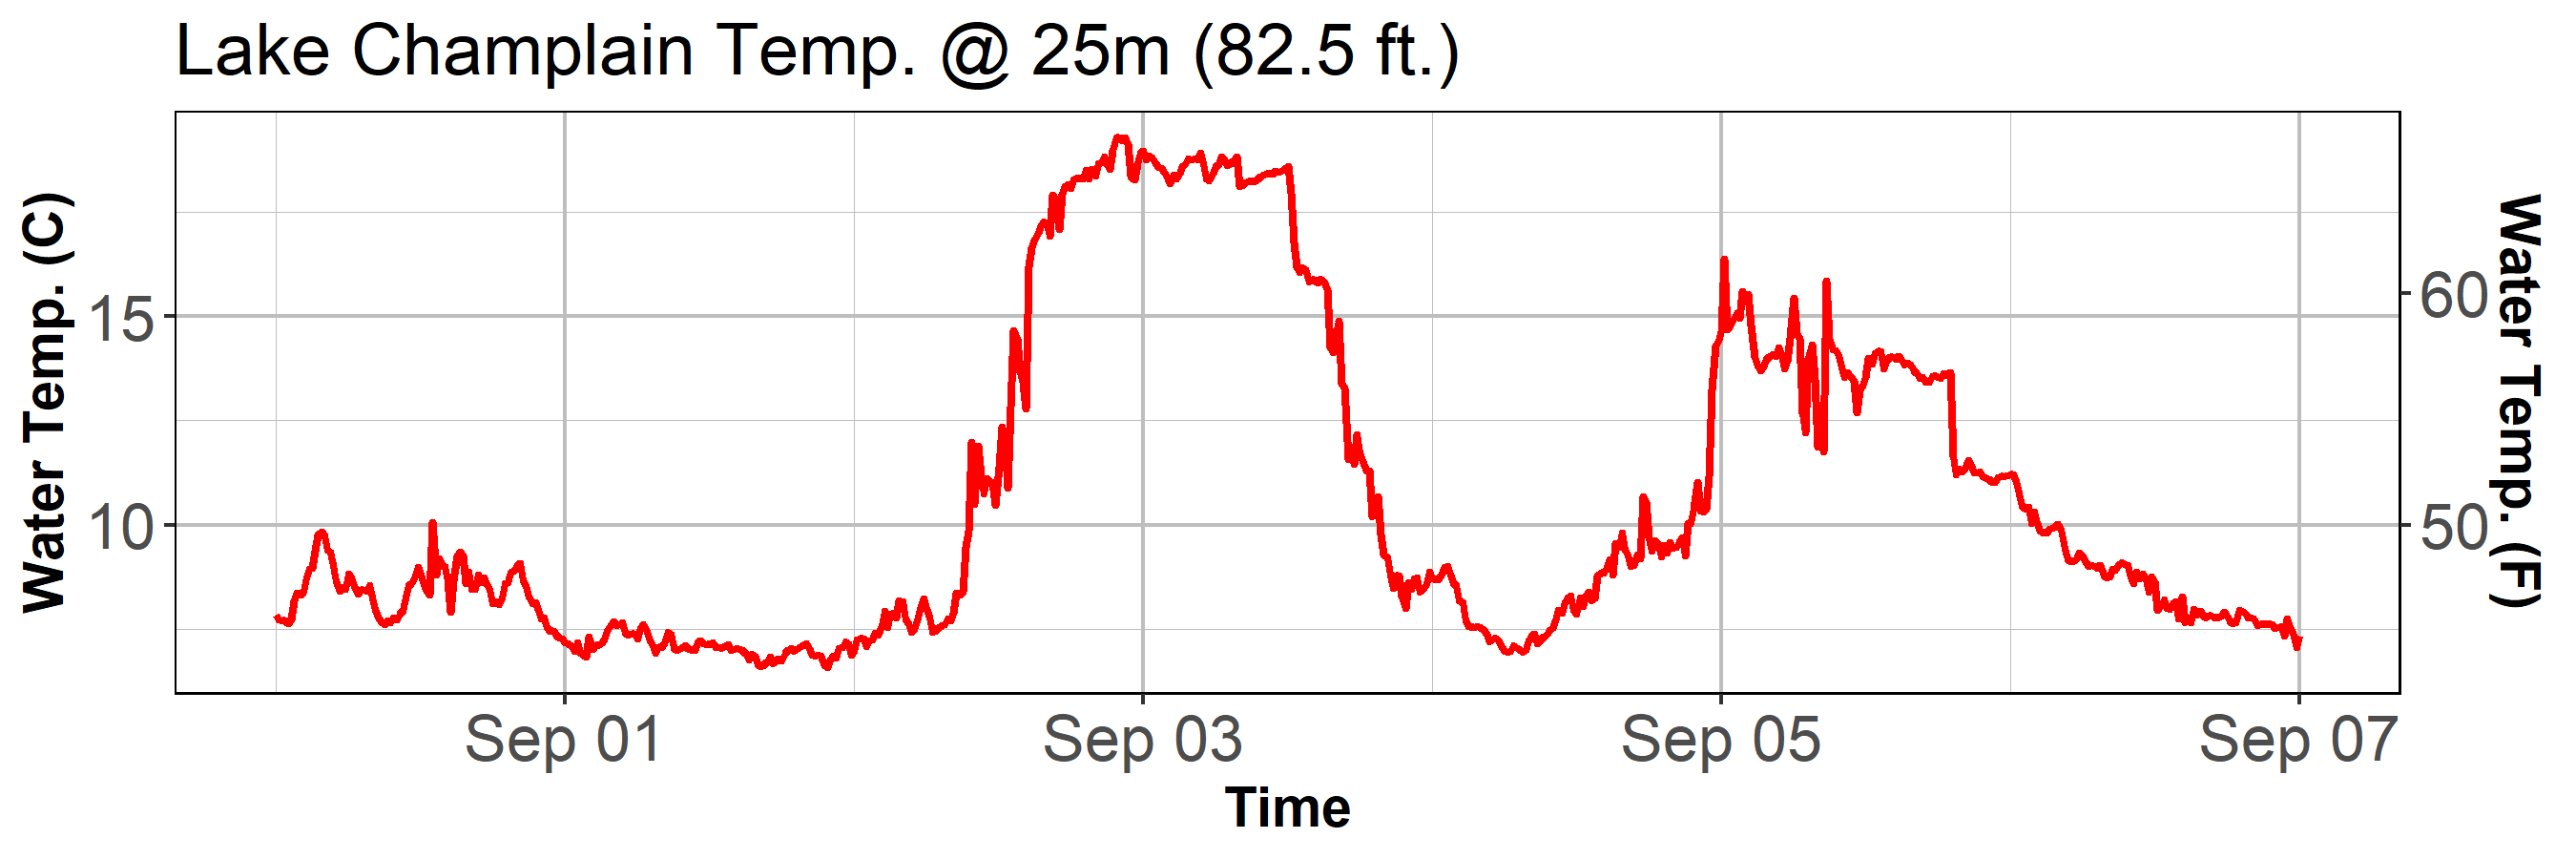 Lake Champlain Temp. @ 25m (82.5 ft.)
Water Temp. (C)
15
10
60
50
Water Temp. (F)
Sep 01 Sep 03 Sep 05 Sep 07
Time